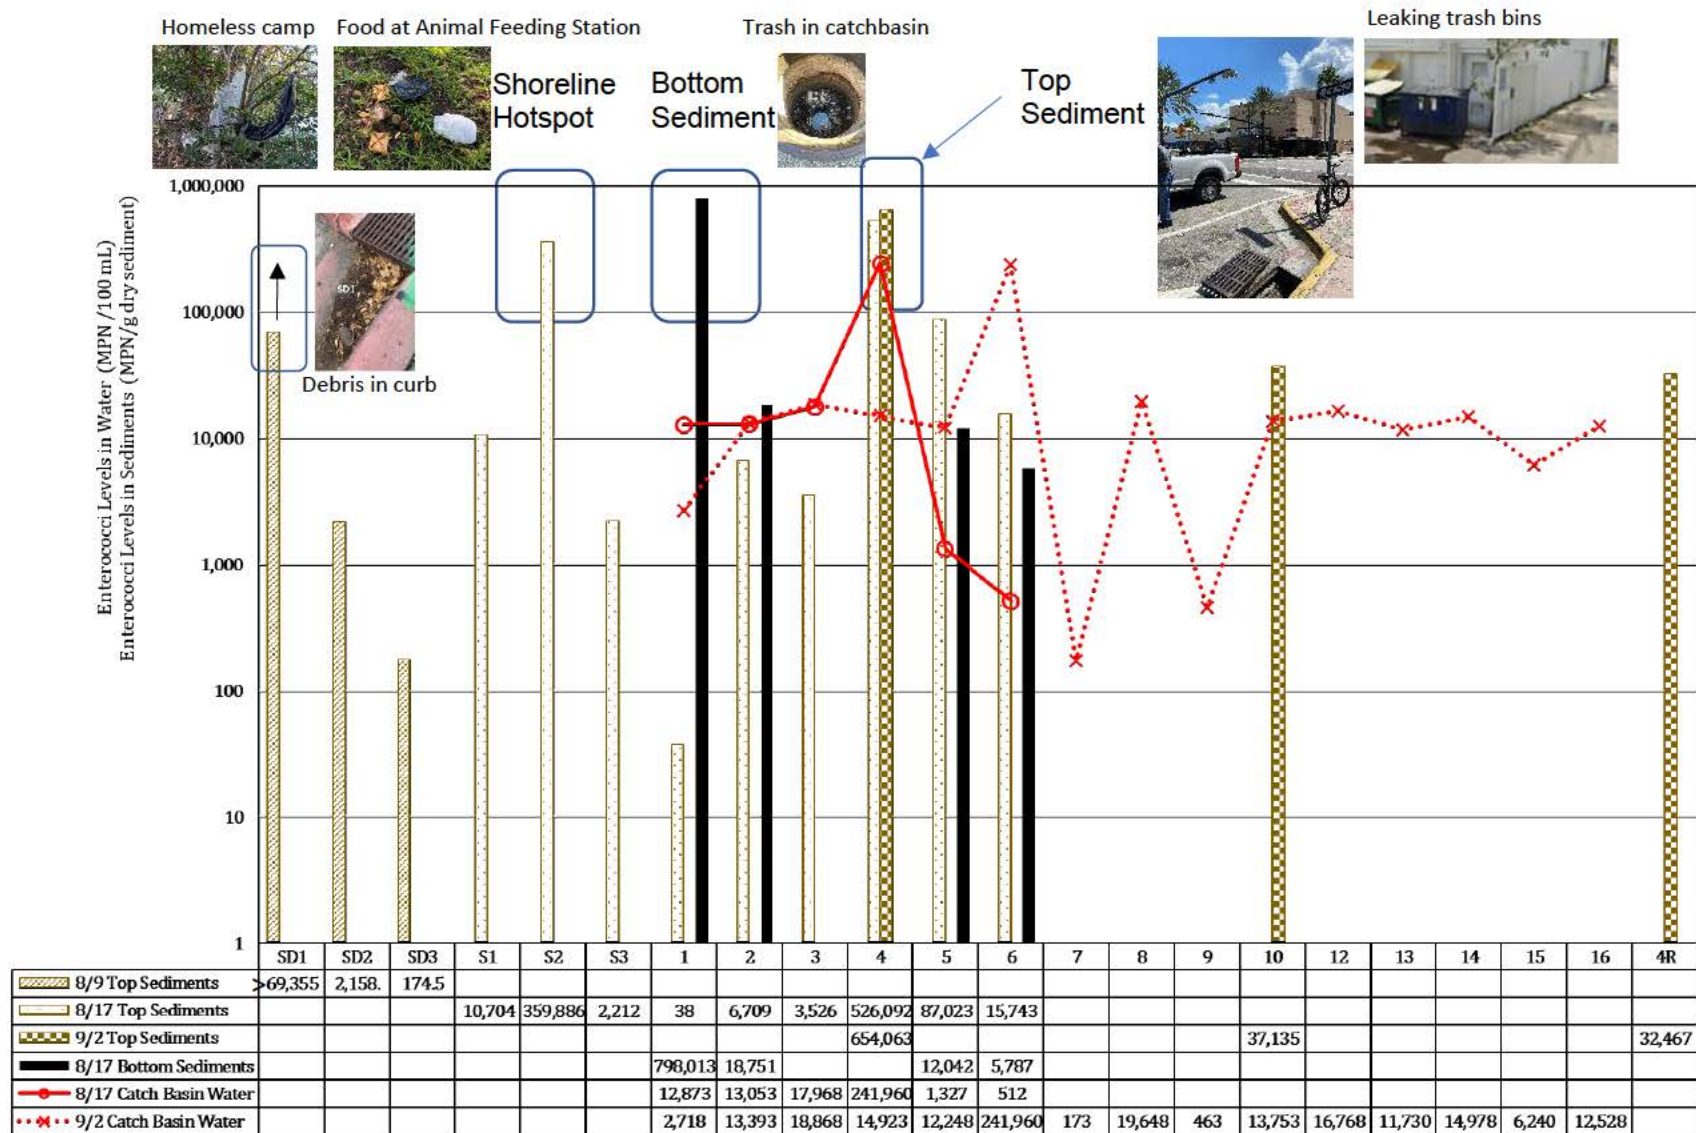 Homeless camp
Food at Animal Feeding Station
Trash in catchbasin
Leaking trash bins
Shoreline
Hotspot
Bottom
Sediment
Top
Sediment
SD1
Debris in curb
Enterococci Levels in Water (MPN /100 mL)
Enterococci Levels in Sediments (MPN/g dry sediment)
1,000,000
100,000
10,000
1,000
100
10
1
SD1 SD2 SD3 S1 S2 S3 1 2 3 4 5 6 7 8 9 10 12 13 14 15 16 4R
8/9 Top Sediments >69,355 2,158. 174.5
8/17 Top Sediments 10,704 359,886 2,212 38 6,709 3,526 526,092 87,023 15,743
9/2 Top Sediments 654,063 37,135 32,467
8/17 Bottom Sediments 798,013 18,751 12,042 5,787
8/17 Catch Basin Water 12,873 13,053 17,968 241,960 1,327 512
9/2 Catch Basin Water 2,718 13,393 18,868 14,923 12,248 241,960 173 19,648 463 13,753 16,768 11,730 14,978 6,240 12,528